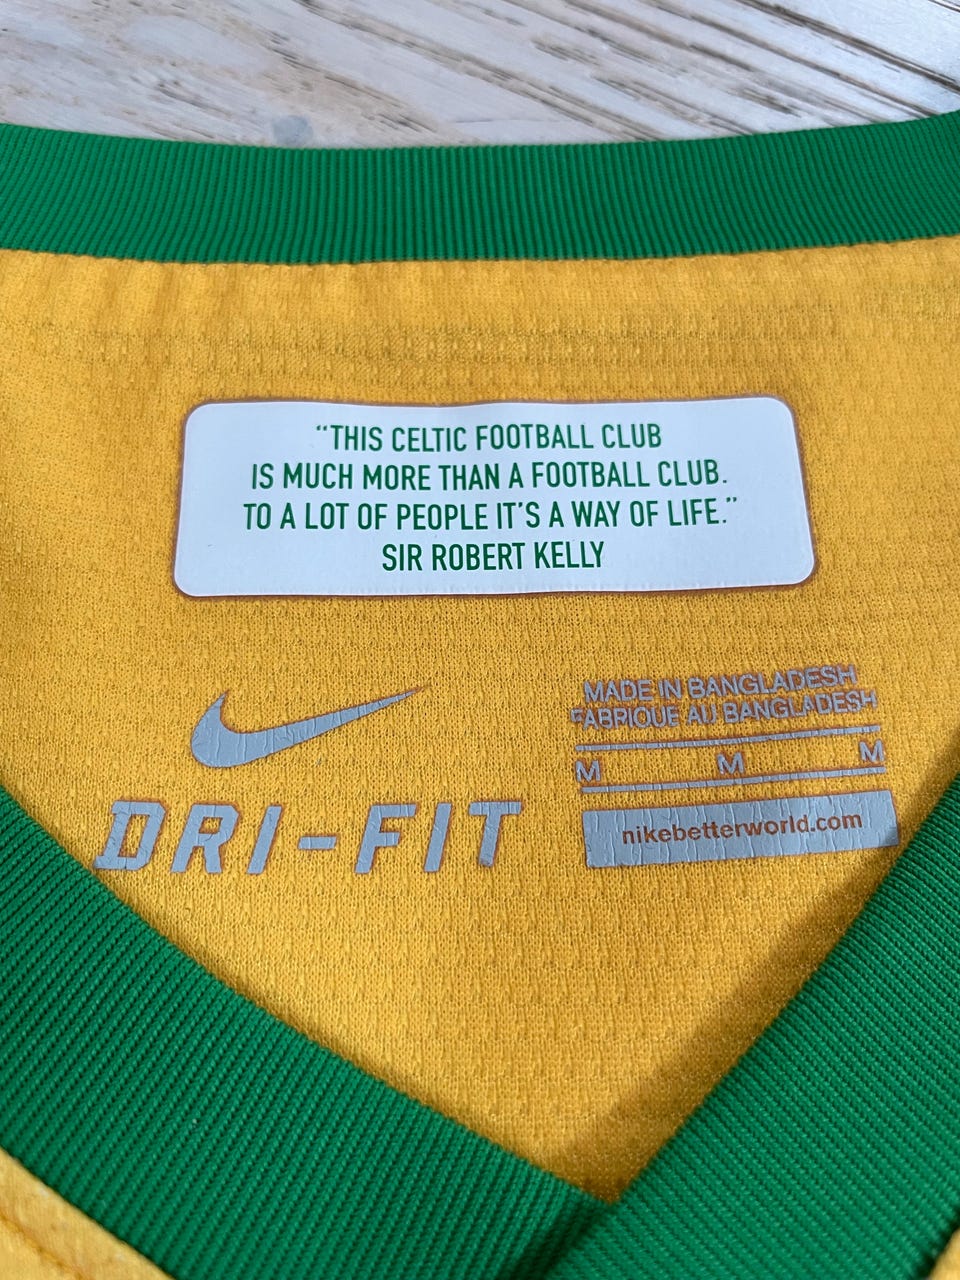 “THIS CELTIC FOOTBALL CLUB
IS MUCH MORE THAN A FOOTBALL CLUB.
TO A LOT OF PEOPLE IT’S A WAY OF LIFE.”
SIR ROBERT KELLY
DRI-FIT
MADE IN BANGLADESH
FABRIQUE AU BANGLADESH
M M M
nikebetterworld.com